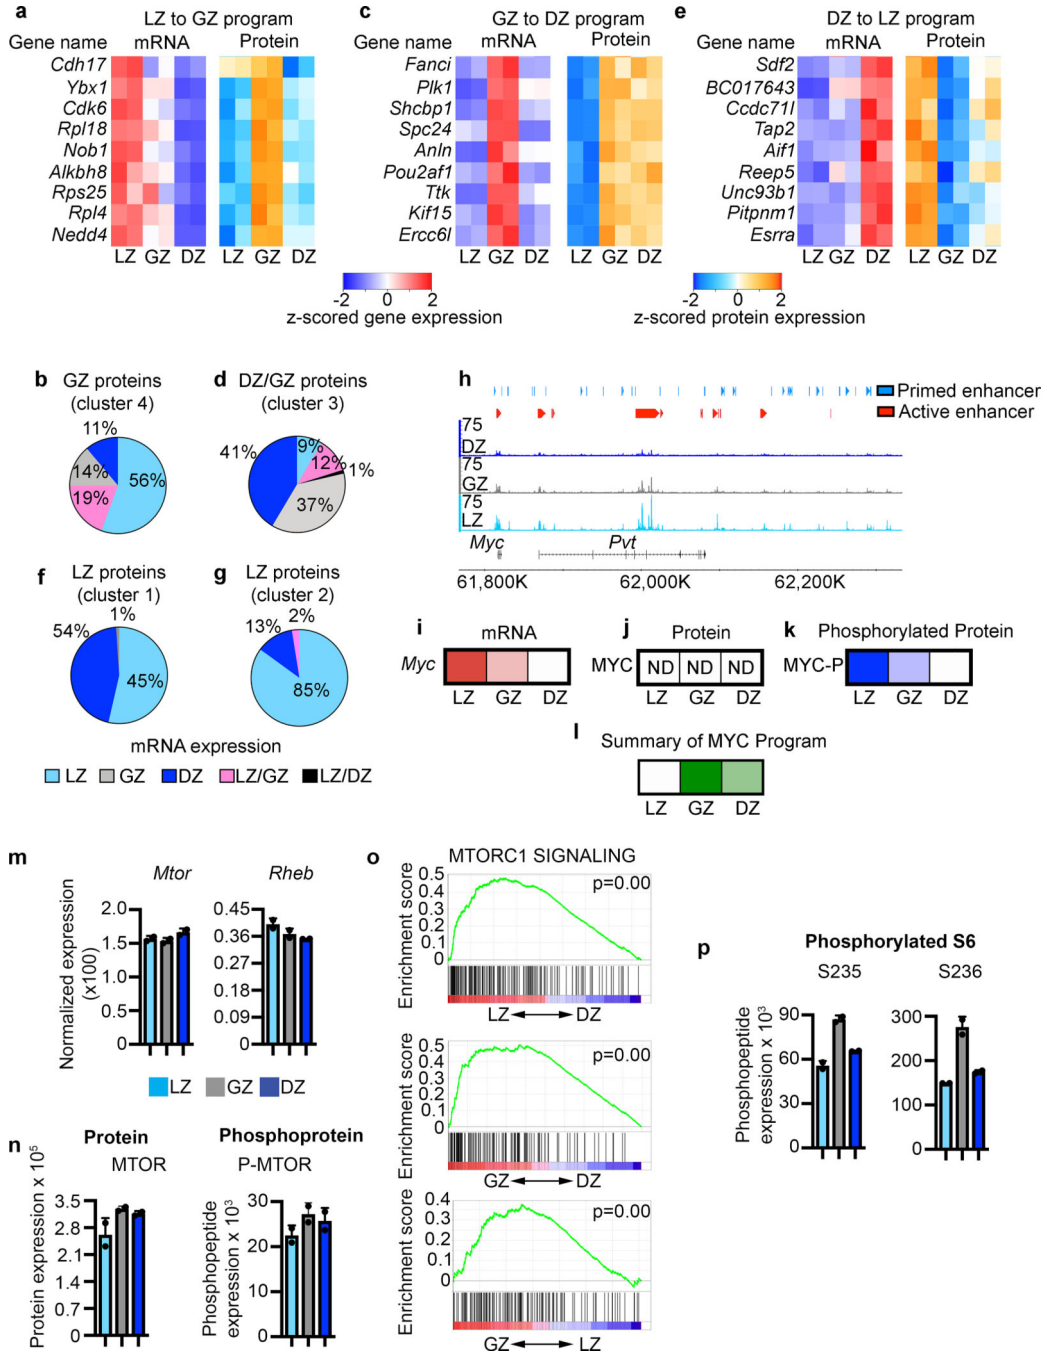 a
LZ to GZ program
Gene name
mRNA
Protein
Cdh17
Ybx1
Cdk6
Rpl18
Nob1
Alkbh8
Rps25
Rpl4
Nedd4
LZ GZ DZ LZ GZ DZ
c
GZ to DZ program
Gene name
mRNA
Protein
Fanci
Plk1
Shcbp1
Spc24
Anln
Pou2af1
Ttk
Kif15
Ercc6l
LZ GZ DZ LZ GZ DZ
e
DZ to LZ program
Gene name
mRNA
Protein
Sdf2
BC017643
Ccdc71l
Tap2
Aif1
Reep5
Unc93b1
Pitpnm1
Esrra
LZ GZ DZ LZ GZ DZ
-2 0 2
z-scored gene expression
-2 0 2
z-scored protein expression
b
GZ proteins
(cluster 4)
11%
14%
56%
19%
d
DZ/GZ proteins
(cluster 3)
41%
9%
12%
1%
37%
f
LZ proteins
(cluster 1)
1%
54%
45%
g
LZ proteins
(cluster 2)
2%
13%
85%
mRNA expression
LZ GZ DZ LZ/GZ LZ/DZ
h
Primed enhancer
Active enhancer
75
DZ
75
GZ
75
LZ
Myc
Pvt
61,800K 62,000K 62,200K
i
mRNA
Myc
LZ GZ DZ
j
Protein
MYC
ND ND ND
LZ GZ DZ
k
Phosphorylated Protein
MYC-P
LZ GZ DZ
l
Summary of MYC Program
LZ GZ DZ
m
Mtor
Rheb
Normalized expression
(x100)
2.0
1.5
1.0
0.5
0
0.45
0.36
0.27
0.18
0.09
0
LZ GZ DZ
n
Protein
MTOR
Protein expression x 10⁵
3.5
2.8
2.1
1.4
0.7
0
Phosphoprotein
P-MTOR
Phosphopeptide
expression x 10³
30
20
10
0
o
MTORC1 SIGNALING
Enrichment score
0.5
0.4
0.3
0.2
0.1
0
p=0.00
LZ DZ
Enrichment score
0.5
0.4
0.3
0.2
0.1
0
p=0.00
GZ DZ
Enrichment score
0.4
0.3
0.2
0.1
0
p=0.00
GZ LZ
p
Phosphorylated S6
S235
S236
Phosphopeptide
expression x 10³
90
60
30
0
300
200
100
0